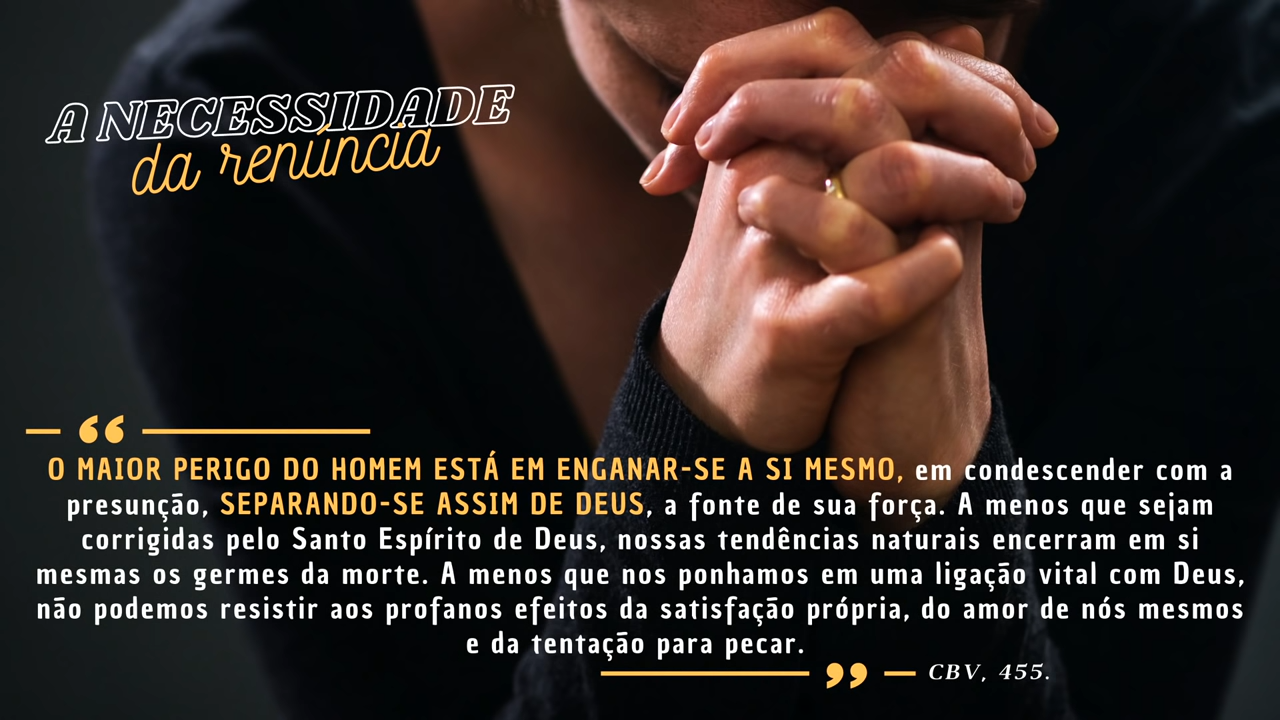 A NECESSIDADE
da renúncia
“
O MAIOR PERIGO DO HOMEM ESTÁ EM ENGANAR-SE A SI MESMO, em condescender com a
presunção, SEPARANDO-SE ASSIM DE DEUS, a fonte de sua força. A menos que sejam
corrigidas pelo Santo Espírito de Deus, nossas tendências naturais encerram em si
mesmas os germes da morte. A menos que nos ponhamos em uma ligação vital com Deus,
não podemos resistir aos profanos efeitos da satisfação própria, do amor de nós mesmos
e da tentação para pecar.
” CBV, 455.